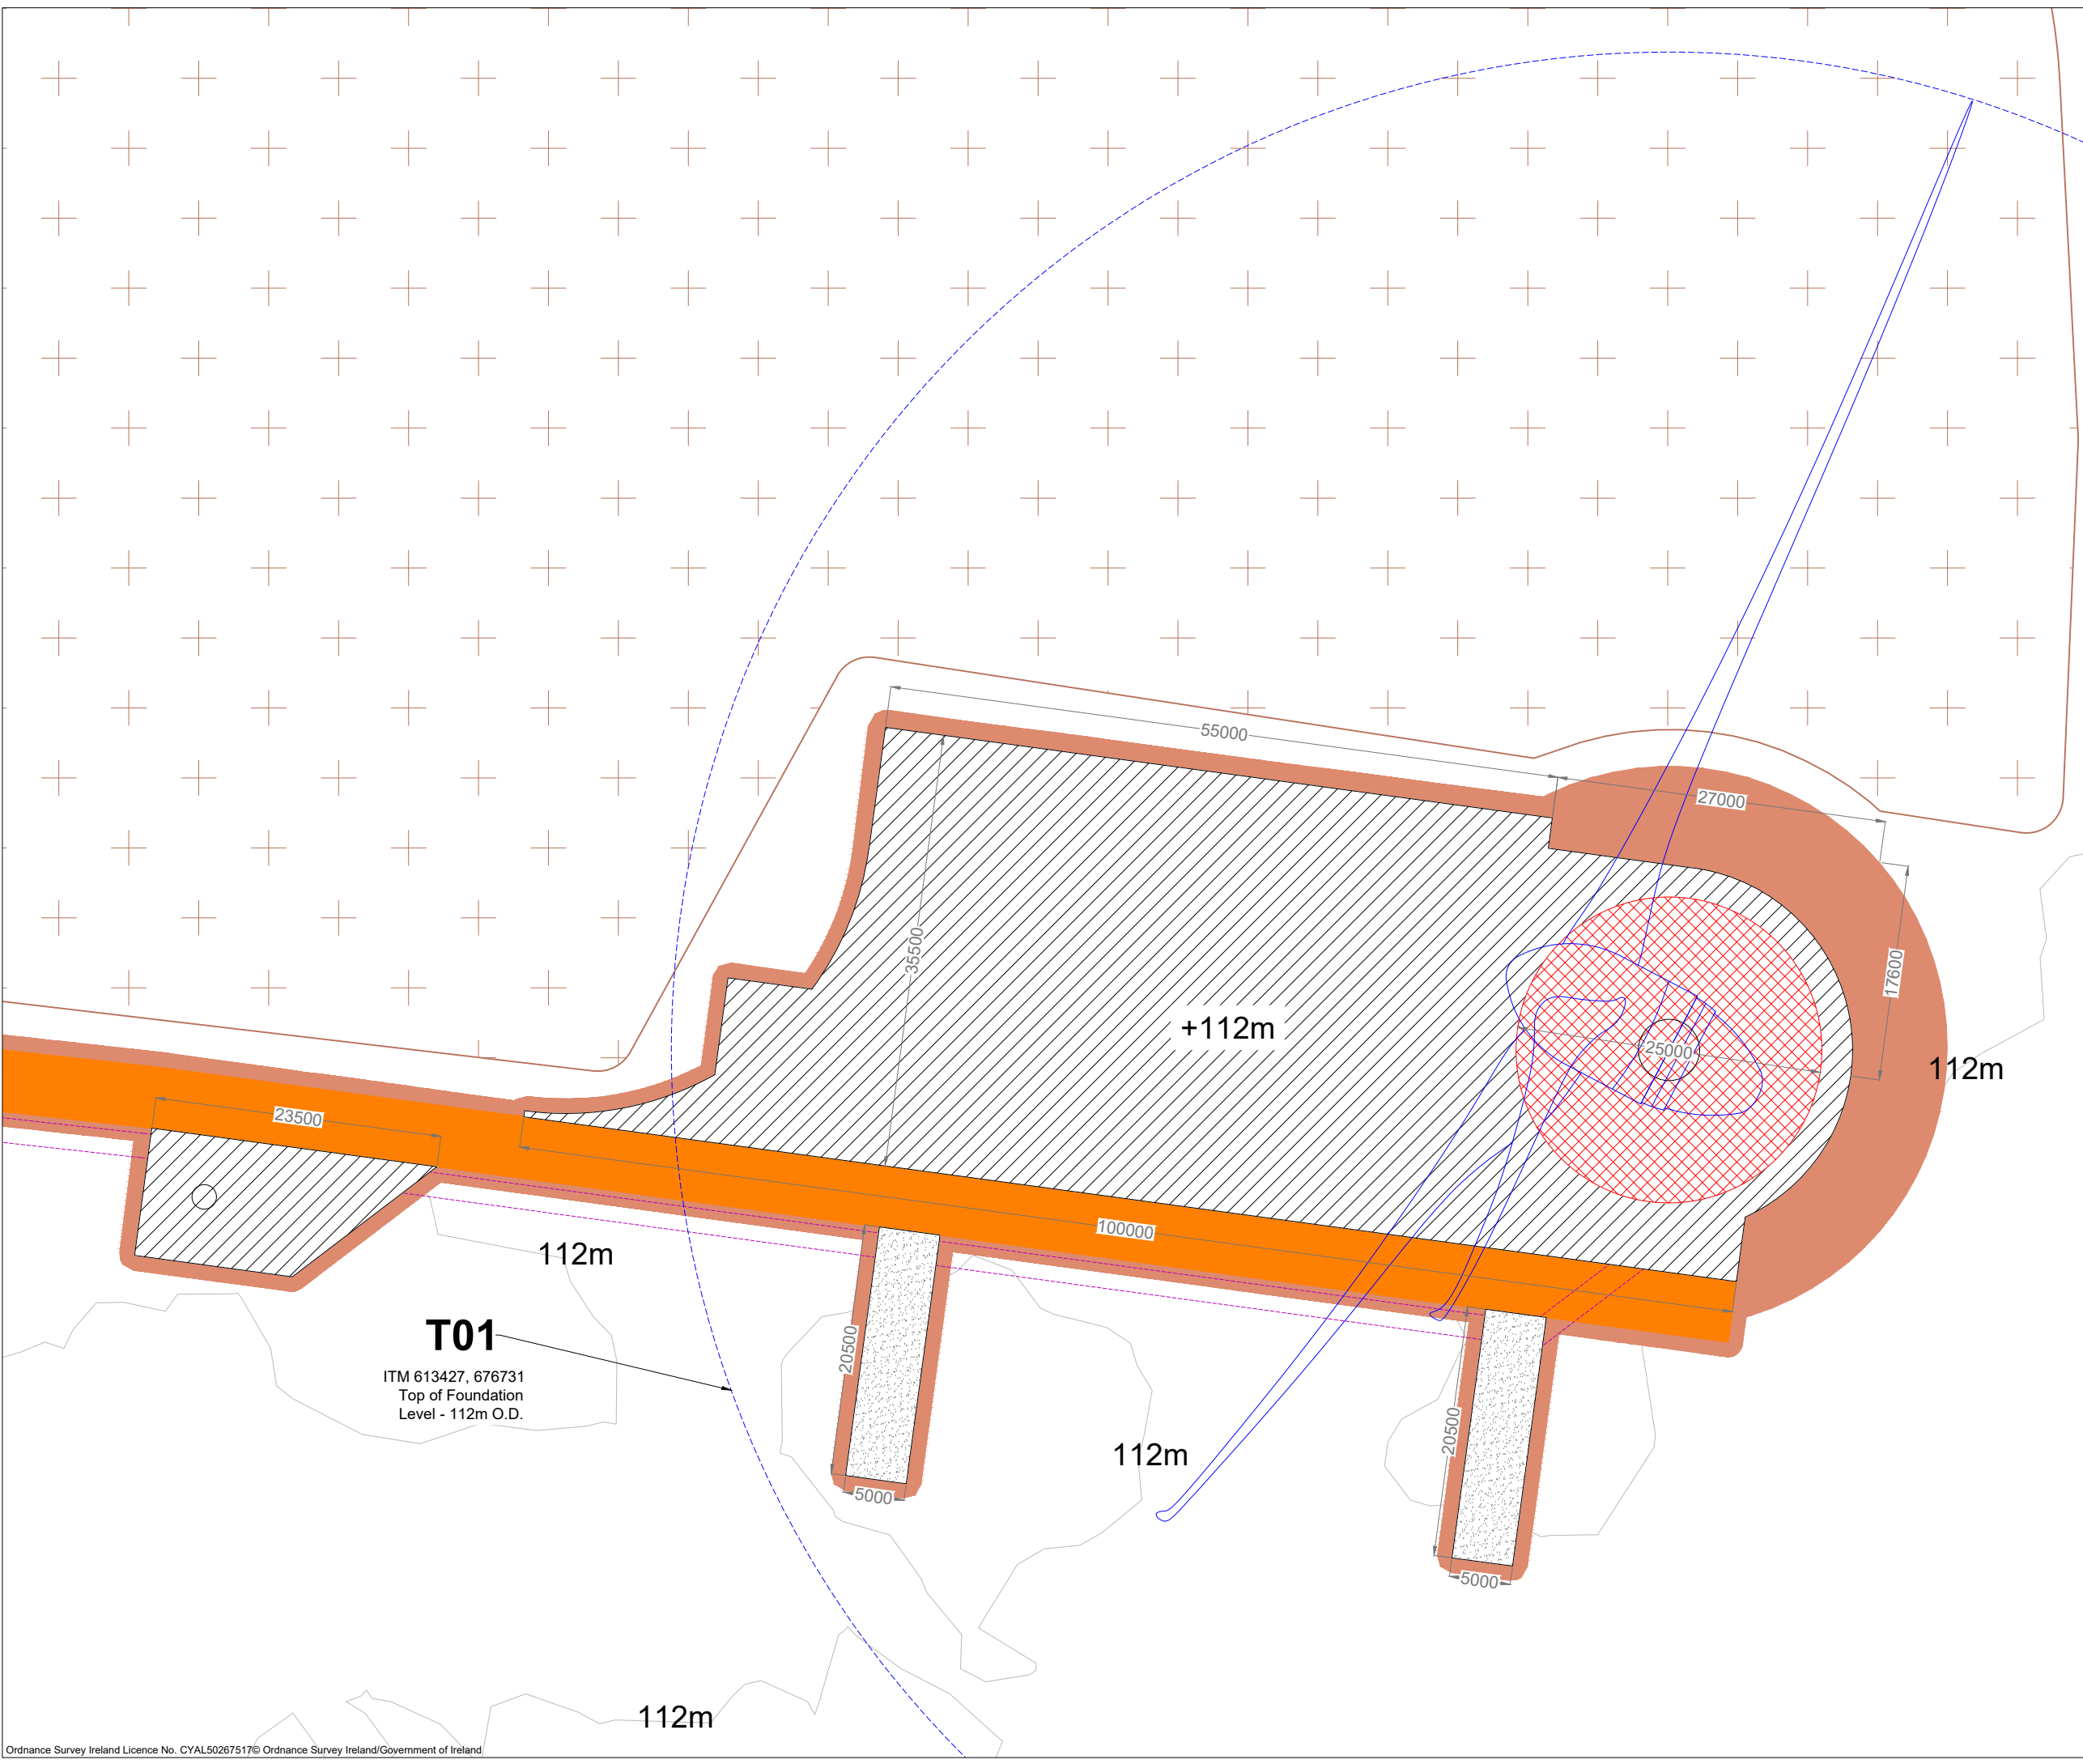 55000
27000
35500
17600
+112m
25000
112m
23500
100000
112m
T01
ITM 613427, 676731
Top of Foundation
Level - 112m O.D.
20500
20500
112m
5000
5000
112m
Ordnance Survey Ireland Licence No. CYAL50267517© Ordnance Survey Ireland/Government of Ireland